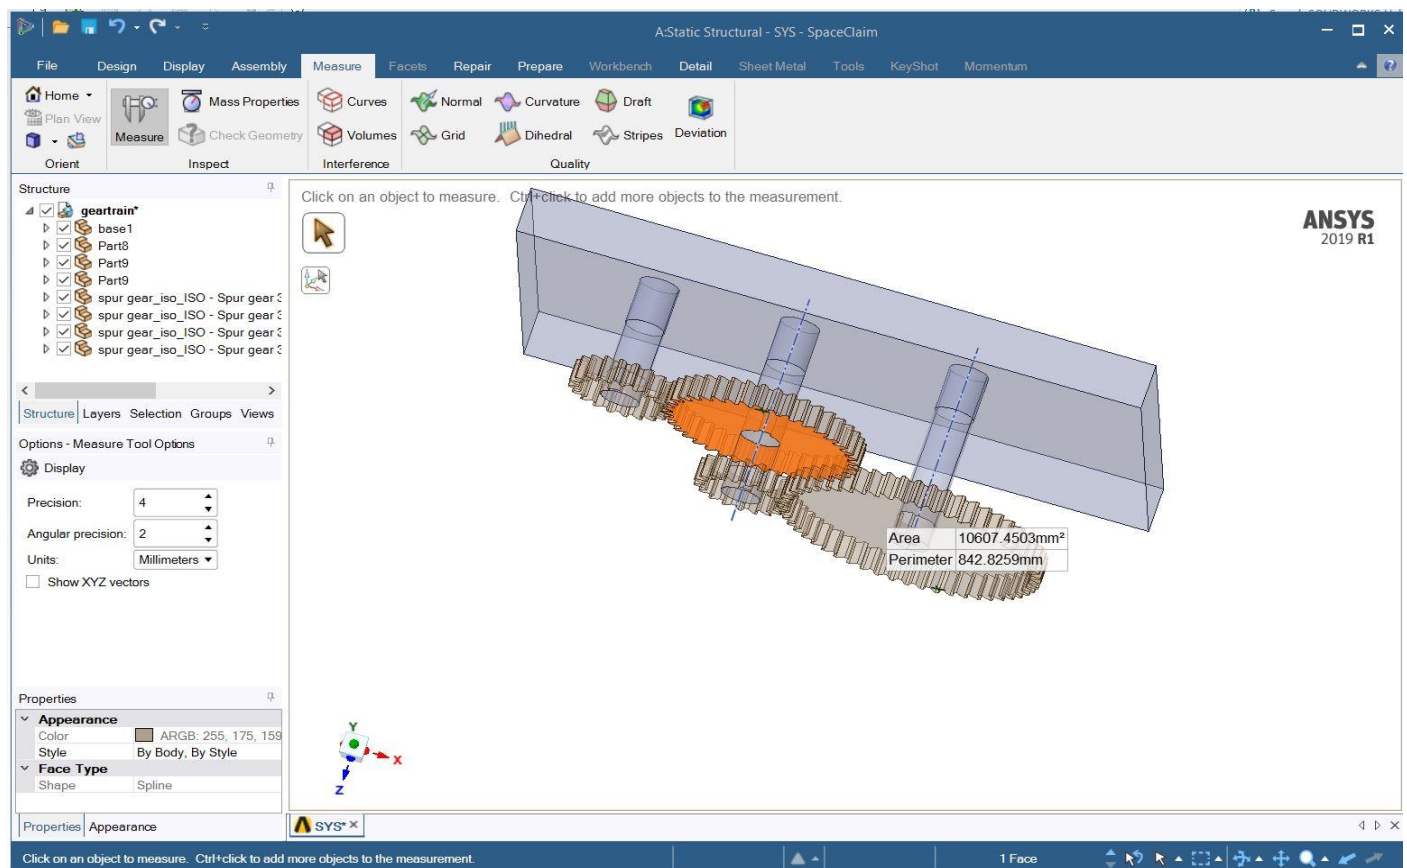 A:Static Structural - SYS - SpaceClaim
File Design Display Assembly Measure Facets Repair Prepare Workbench Detail Sheet Metal Tools KeyShot Momentum
Home
Plan View
Orient
Measure
Mass Properties
Check Geometry
Inspect
Curves
Volumes
Interference
Normal Curvature Draft
Grid Dihedral Stripes
Deviation
Quality
Structure
geartrain*
base1
Part8
Part9
Part9
spur gear_iso_ISO - Spur gear 3
spur gear_iso_ISO - Spur gear 3
spur gear_iso_ISO - Spur gear 3
spur gear_iso_ISO - Spur gear 3
Structure Layers Selection Groups Views
Options - Measure Tool Options
Display
Precision: 4
Angular precision: 2
Units: Millimeters
Show XYZ vectors
Properties
Appearance
Color ARGB: 255, 175, 159
Style By Body, By Style
Face Type
Shape Spline
Properties Appearance
Click on an object to measure. Ctrl+click to add more objects to the measurement.
ANSYS
2019 R1
Area 10607.4503mm²
Perimeter 842.8259mm
Y
X
Z
SYS*
Click on an object to measure. Ctrl+click to add more objects to the measurement.
1 Face